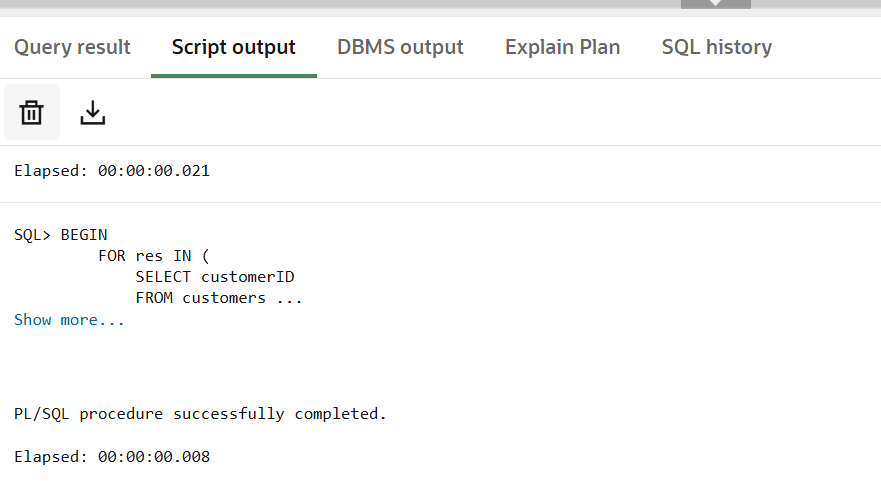 Query result Script output DBMS output Explain Plan SQL history
Elapsed: 00:00:00.021
SQL> BEGIN
FOR res IN (
SELECT customerID
FROM customers ...
Show more...
PL/SQL procedure successfully completed.
Elapsed: 00:00:00.008